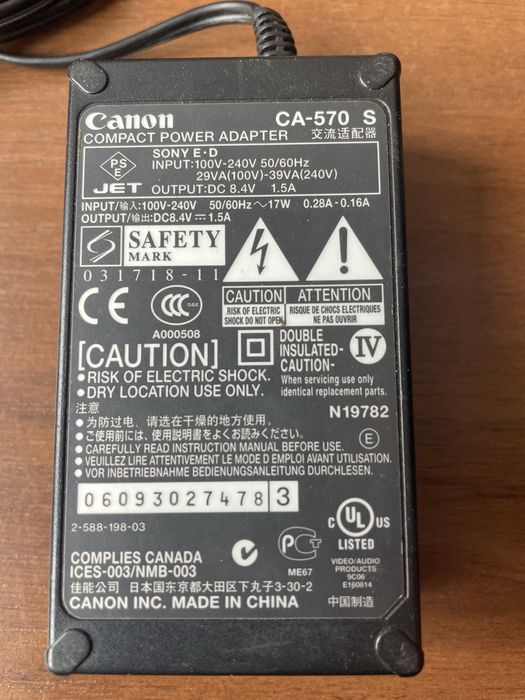 Canon CA-570 S
COMPACT POWER ADAPTER 交流适配器
PS
E
JET
SONY E·D
INPUT:100V-240V 50/60Hz
29VA(100V)-39VA(240V)
OUTPUT:DC 8.4V 1.5A
INPUT/输入:100V-240V 50/60Hz ~17W 0.28A-0.16A
OUTPUT/输出:DC8.4V ⎓ 1.5A
S SAFETY
MARK
031718-11
CE CCC S&E
A000508
CAUTION ATTENTION
RISK OF ELECTRIC RISQUE DE CHOCS ELECTRIQUES
SHOCK DO NOT OPEN NE PAS OUVRIR
[CAUTION]
DOUBLE
INSULATED-
CAUTION-
IV
When servicing use only
identical replacement parts.
•RISK OF ELECTRIC SHOCK.
•DRY LOCATION USE ONLY.
N19782
注意
•为防过电，请选在干燥的地方使用。
•ご使用前には、使用説明書をよくお読みください。
E
•CAREFULLY READ INSTRUCTION MANUAL BEFORE USE.
•VEUILLEZ LIRE ATTENTIVEMENT LE MODE D EMPLOI AVANT UTILISATION.
•VOR INBETRIEBNAHME BEDIENUNGSANLEITUNG DURCHLESEN.
06093027478 3
2-588-198-03
C UL US
LISTED
VIDEO/AUDIO
PRODUCTS
9C06
E160814
COMPLIES CANADA
ICES-003/NMB-003
PCT
ME67
佳能公司 日本国东京都大田区下丸子3-30-2
CANON INC. MADE IN CHINA 中国制造